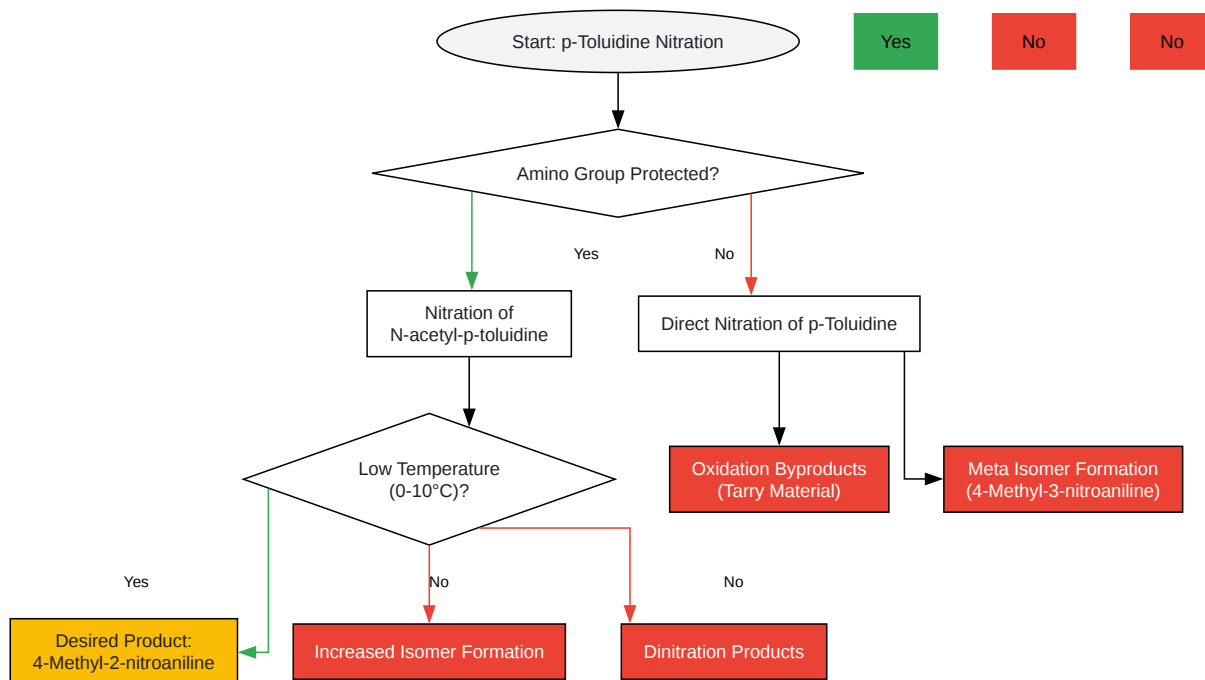 Start: p-Toluidine Nitration
Yes
No
No
Amino Group Protected?
Yes
No
Nitration of
N-acetyl-p-toluidine
Direct Nitration of p-Toluidine
Low Temperature
(0-10°C)?
Oxidation Byproducts
(Tarry Material)
Meta Isomer Formation
(4-Methyl-3-nitroaniline)
Yes
No
No
Desired Product:
4-Methyl-2-nitroaniline
Increased Isomer Formation
Dinitration Products